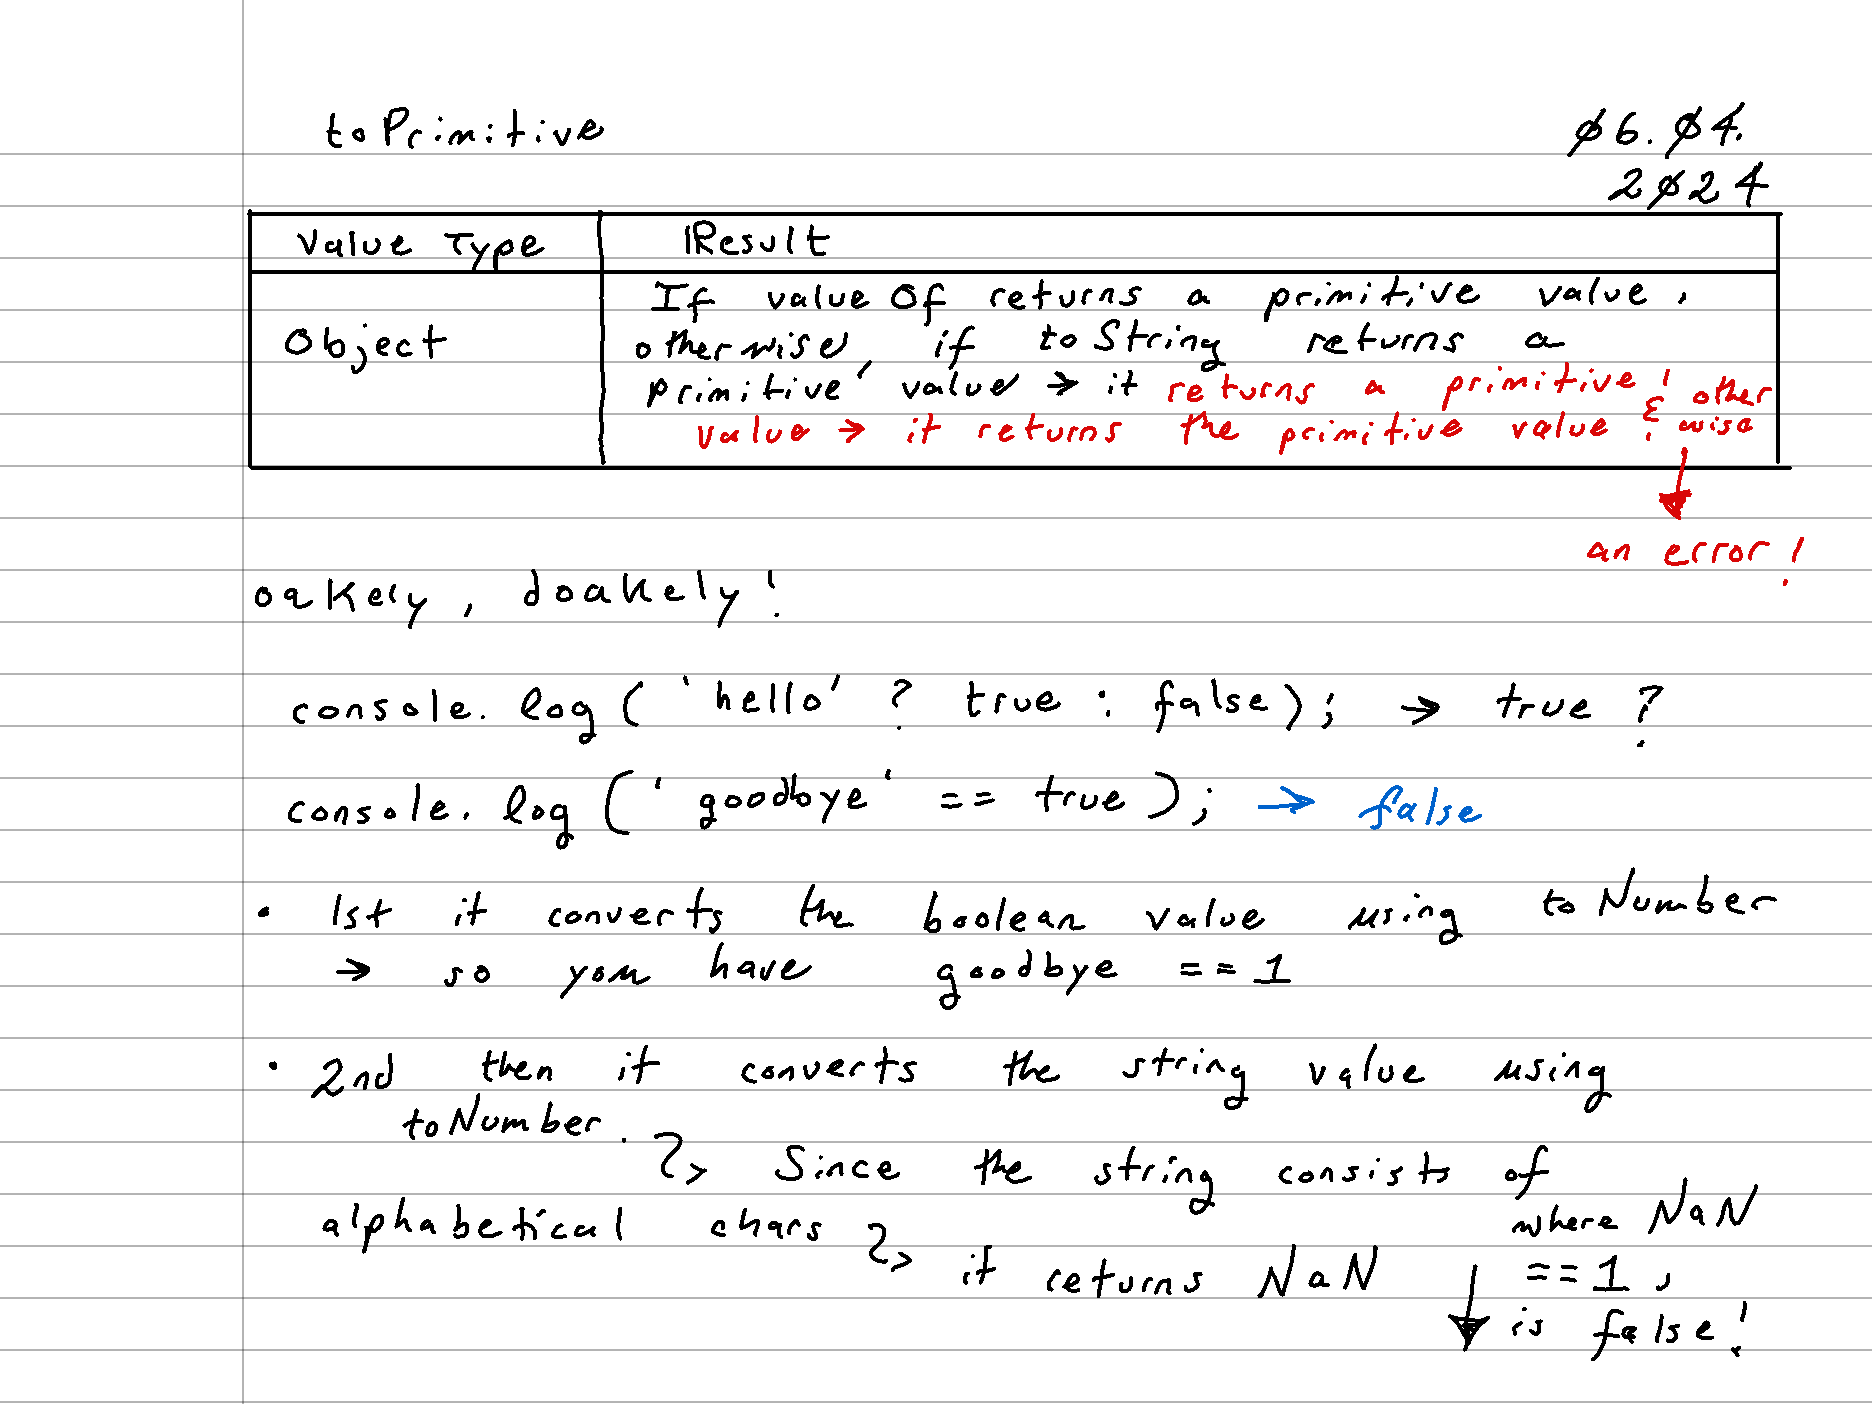 toPrimitive
06.04.
2024
Value Type
Result
Object
If value Of returns a primitive value,
otherwise, if toString returns a
primitive value → it returns a primitive!
value → it returns the primitive value & otherwise
an error!
oakely, doakely!
console.log('hello' ? true : false); → true ?
console.log('goodbye' == true); → false
• 1st it converts the boolean value using toNumber
→ so you have goodbye == 1
• 2nd then it converts the string value using
toNumber.
Since the string consists of
alphabetical chars
it returns NaN
where NaN
==1,
is false!